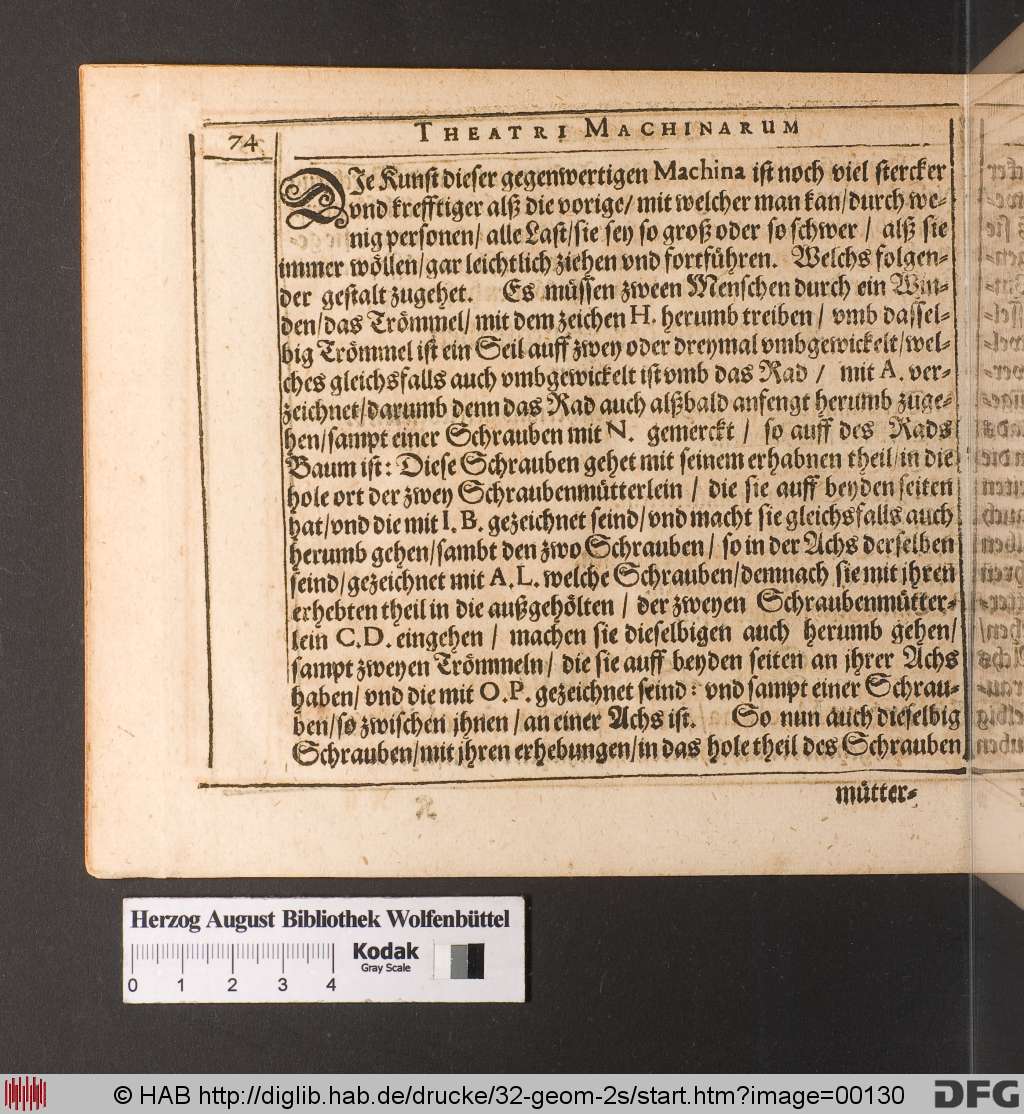 74
THEATRI MACHINARUM
DIe Kunst dieser gegenwertigen Machina ist noch viel stercker
vnd krefftiger alß die vorige/ mit welcher man kan/durch we-
nig personen/ alle Last/sie sey so groß oder so schwer / alß sie
immer wöllen/gar leichtlich ziehen vnd fortführen. Welchs folgen-
der gestalt zugehet. Es müssen zween Menschen durch ein Win-
den/das Trömmel/ mit dem zeichen H. herumb treiben / vmb dassel-
big Trömmel ist ein Seil auff zwey oder dreymal vmbgewickelt/wel-
ches gleichsfalls auch vmbgewickelt ist vmb das Rad / mit A. ver-
zeichnet/darumb denn das Rad auch alßbald anfengt herumb zuge-
hen/sampt einer Schrauben mit N. gemerckt / so auff des Rads
Baum ist: Diese Schrauben gehet mit seinem erhabnen theil/in die
hole ort der zwey Schraubenmütterlein / die sie auff beyden seiten
hat/vnd die mit I. B. gezeichnet seind/vnd macht sie gleichsfalls auch
herumb gehen/sambt den zwo Schrauben/ so in der Achs derselben
seind/gezeichnet mit A. L. welche Schrauben/demnach sie mit jhren
erhebten theil in die außgehölten / der zweyen Schraubenmütter-
lein C. D. eingehen / machen sie dieselbigen auch herumb gehen/
sampt zweyen Trömmeln/ die sie auff beyden seiten an jhrer Achs
haben/ vnd die mit O. P. gezeichnet seind: vnd sampt einer Schrau-
ben/so zwischen jhnen / an einer Achs ist. So nun auch dieselbig
Schrauben/mit jhren erhebungen/in das hole theil des Schrauben
mütter-
Herzog August Bibliothek Wolfenbüttel
Kodak
Gray Scale
0 1 2 3 4
© HAB http://diglib.hab.de/drucke/32-geom-2s/start.htm?image=00130
DFG